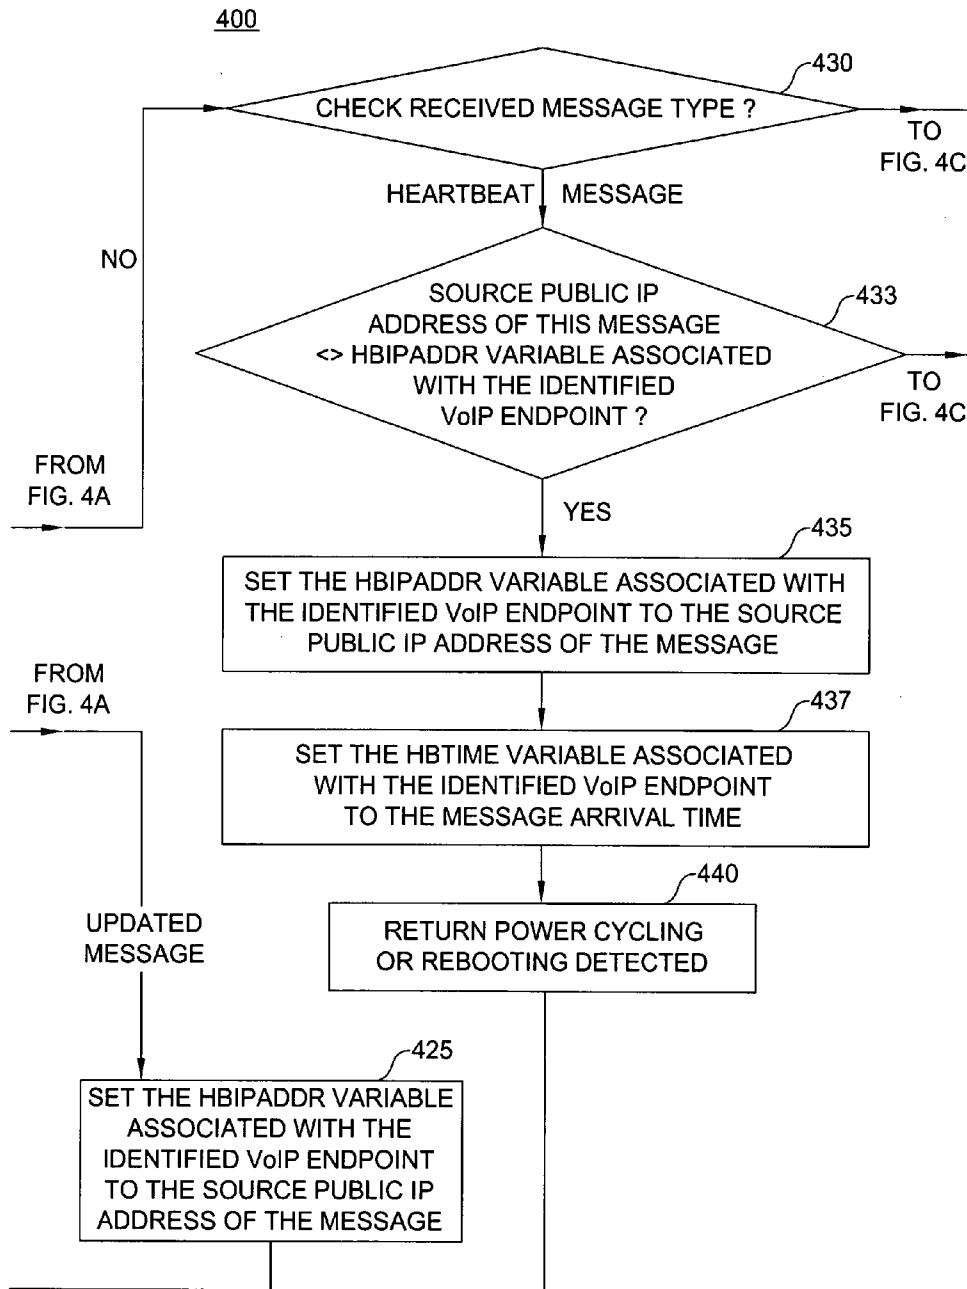 400
430
CHECK RECEIVED MESSAGE TYPE ?
TO
FIG. 4C
HEARTBEAT MESSAGE
NO
433
SOURCE PUBLIC IP
ADDRESS OF THIS MESSAGE
<> HBIPADDR VARIABLE ASSOCIATED
WITH THE IDENTIFIED
VoIP ENDPOINT ?
TO
FIG. 4C
FROM
FIG. 4A
YES
435
SET THE HBIPADDR VARIABLE ASSOCIATED WITH
THE IDENTIFIED VoIP ENDPOINT TO THE SOURCE
PUBLIC IP ADDRESS OF THE MESSAGE
FROM
FIG. 4A
437
SET THE HBTIME VARIABLE ASSOCIATED
WITH THE IDENTIFIED VoIP ENDPOINT
TO THE MESSAGE ARRIVAL TIME
440
RETURN POWER CYCLING
OR REBOOTING DETECTED
UPDATED
MESSAGE
425
SET THE HBIPADDR VARIABLE
ASSOCIATED WITH THE
IDENTIFIED VoIP ENDPOINT
TO THE SOURCE PUBLIC IP
ADDRESS OF THE MESSAGE